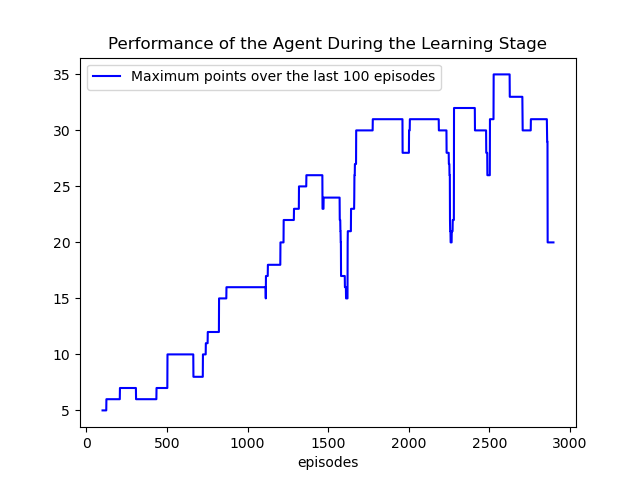 Performance of the Agent During the Learning Stage
Maximum points over the last 100 episodes
35
30
25
20
15
10
5
0 500 1000 1500 2000 2500 3000
episodes